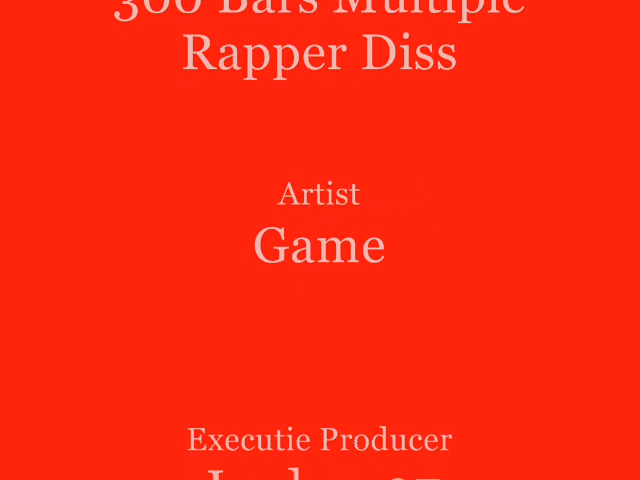 300 Bars Multiple
Rapper Diss
Artist
Game
Executie Producer